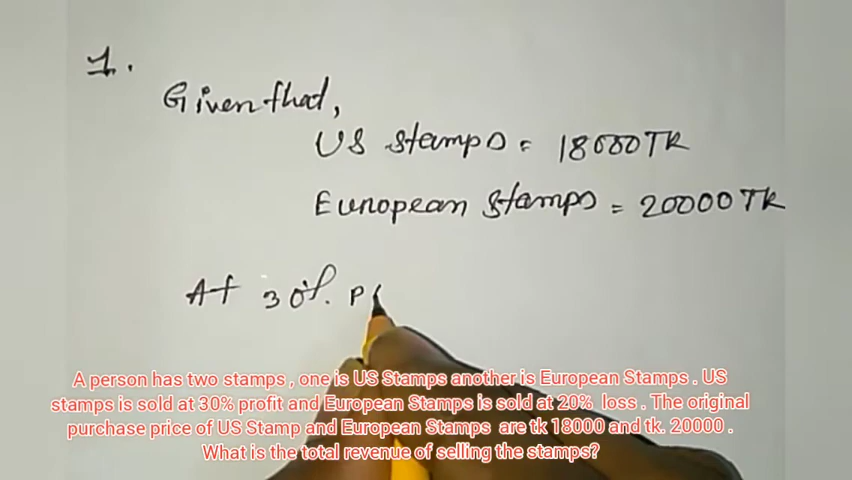 1.
Given that,
US stamps = 18000TK
European stamps = 20000TK
At 30%. P
A person has two stamps , one is US Stamps another is European Stamps . US
stamps is sold at 30% profit and European Stamps is sold at 20% loss . The original
purchase price of US Stamp and European Stamps are tk 18000 and tk. 20000 .
What is the total revenue of selling the stamps?